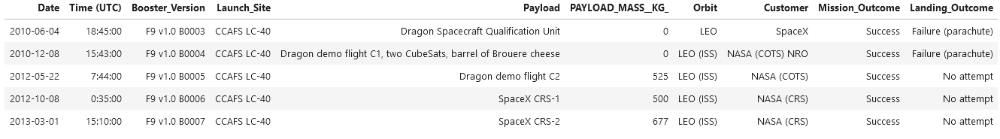 Date Time (UTC) Booster_Version Launch_Site Payload PAYLOAD_MASS__KG_ Orbit Customer Mission_Outcome Landing_Outcome
2010-06-04 18:45:00 F9 v1.0 B0003 CCAFS LC-40 Dragon Spacecraft Qualification Unit 0 LEO SpaceX Success Failure (parachute)
2010-12-08 15:43:00 F9 v1.0 B0004 CCAFS LC-40 Dragon demo flight C1, two CubeSats, barrel of Brouere cheese 0 LEO (ISS) NASA (COTS) NRO Success Failure (parachute)
2012-05-22 7:44:00 F9 v1.0 B0005 CCAFS LC-40 Dragon demo flight C2 525 LEO (ISS) NASA (COTS) Success No attempt
2012-10-08 0:35:00 F9 v1.0 B0006 CCAFS LC-40 SpaceX CRS-1 500 LEO (ISS) NASA (CRS) Success No attempt
2013-03-01 15:10:00 F9 v1.0 B0007 CCAFS LC-40 SpaceX CRS-2 677 LEO (ISS) NASA (CRS) Success No attempt